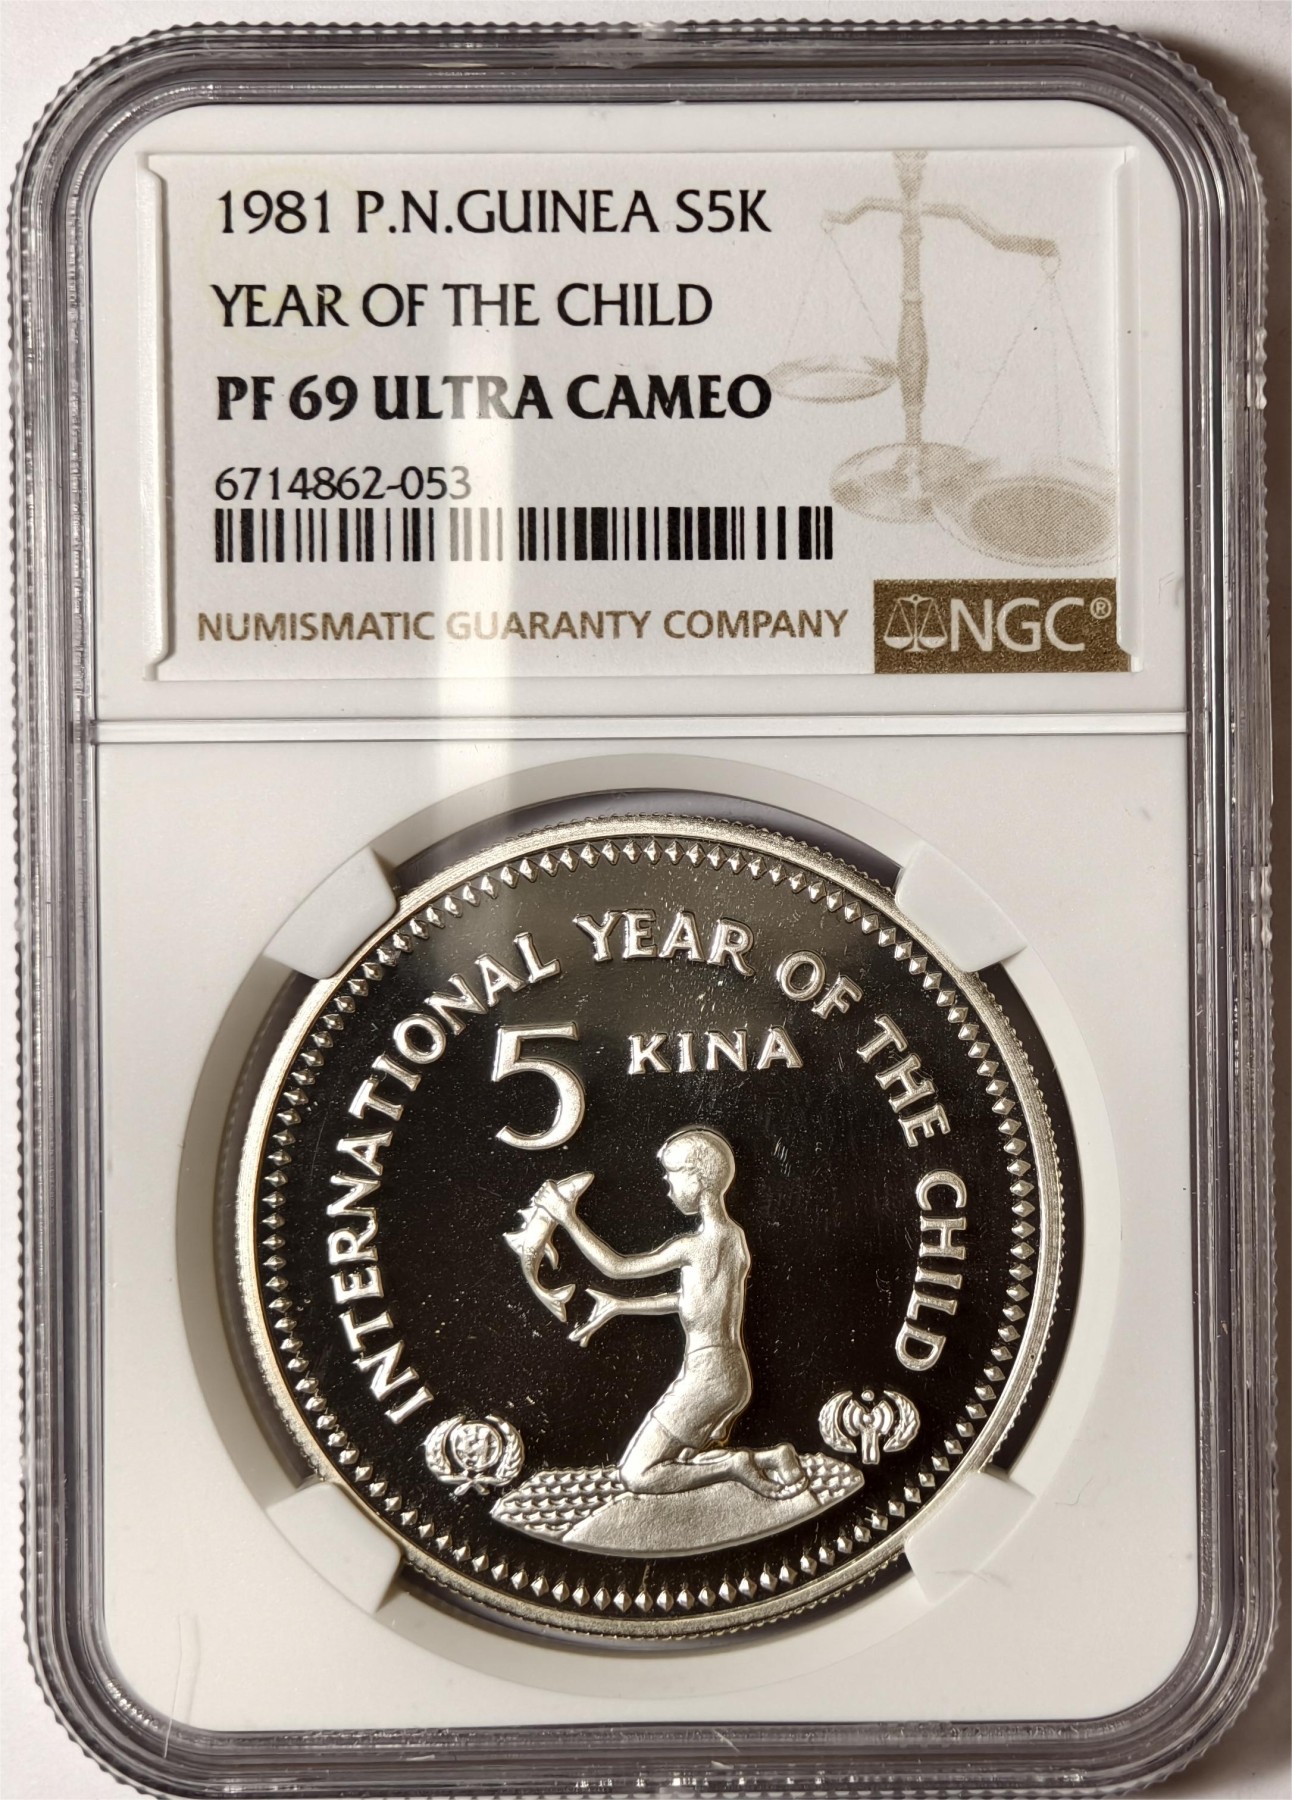 1981 P.N.GUINEA S5K
YEAR OF THE CHILD
PF 69 ULTRA CAMEO
6714862-053
NUMISMATIC GUARANTY COMPANY
NGC®
INTERNATIONAL YEAR OF THE CHILD
5 KINA